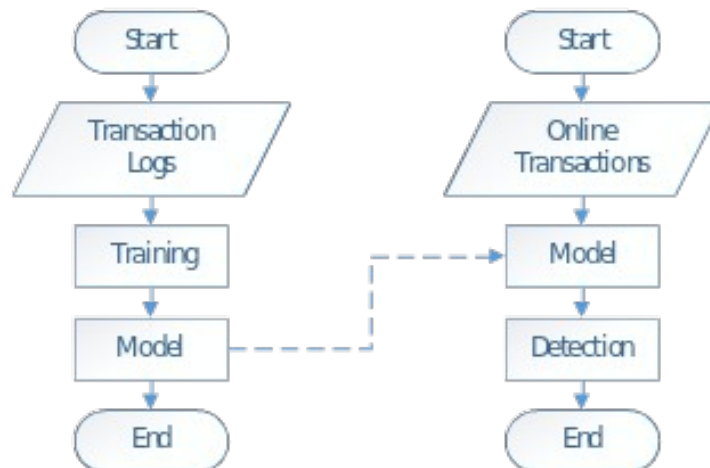 Start
Transaction
Logs
Training
Model
End
Start
Online
Transactions
Model
Detection
End